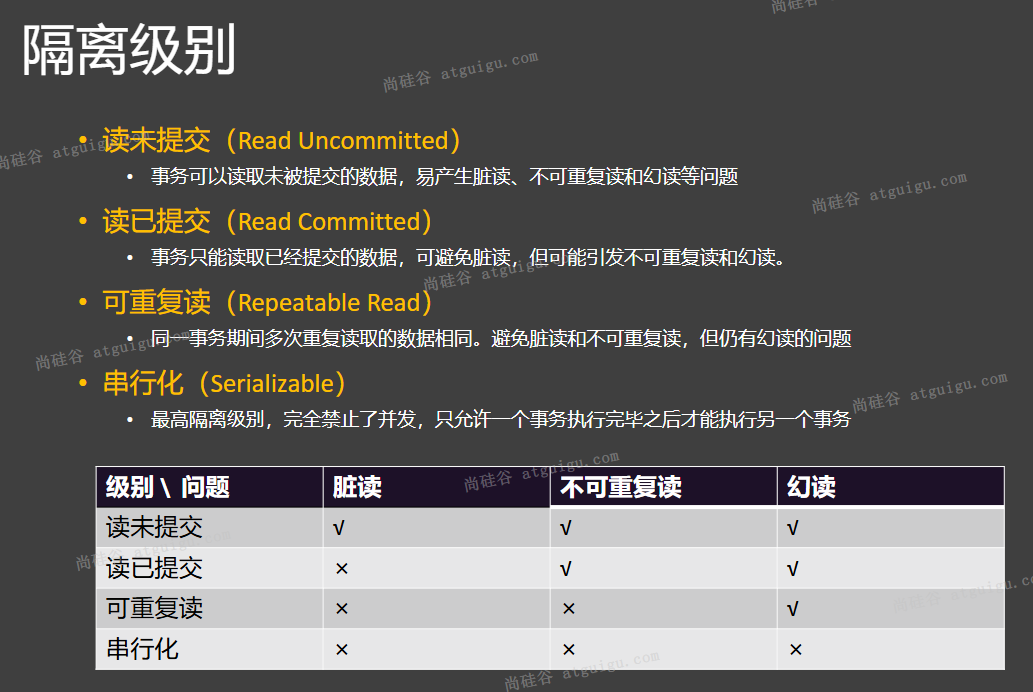 隔离级别
• 读未提交（Read Uncommitted）
• 事务可以读取未被提交的数据，易产生脏读、不可重复读和幻读等问题
• 读已提交（Read Committed）
• 事务只能读取已经提交的数据，可避免脏读，但可能引发不可重复读和幻读。
• 可重复读（Repeatable Read）
• 同一事务期间多次重复读取的数据相同。避免脏读和不可重复读，但仍有幻读的问题
• 串行化（Serializable）
• 最高隔离级别，完全禁止了并发，只允许一个事务执行完毕之后才能执行另一个事务
级别 \ 问题 脏读 不可重复读 幻读
读未提交 √ √ √
读已提交 × √ √
可重复读 × × √
串行化 × × ×
尚硅谷 atguigu.com